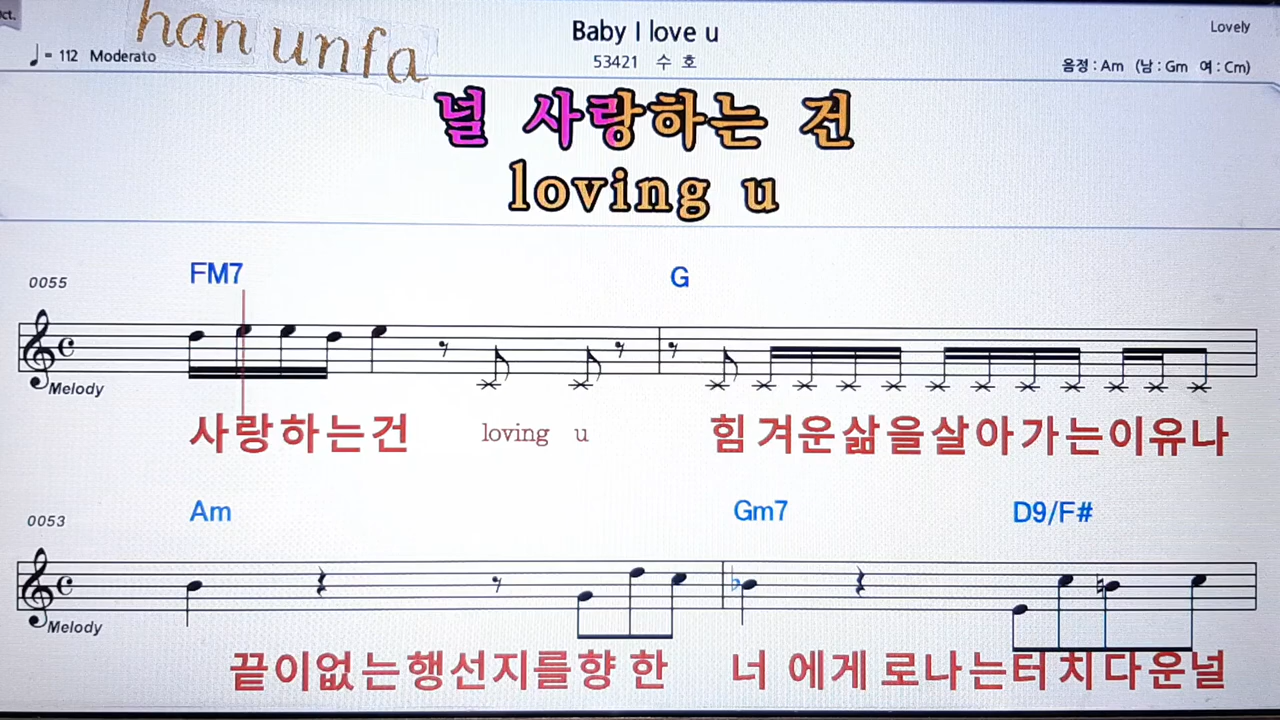 ct.
han unfa
Baby I love u
Lovely
♩= 112 Moderato
53421 수 호
음정 : Am (남 : Gm 여 : Cm)
널 사랑하는 건
loving u
0055
FM7 G
Melody
사랑하는건 loving u 힘겨운삶을살아가는이유나
0053
Am Gm7 D9/F#
Melody
끝이없는행선지를향 한 너 에게 로나는터 치다운널